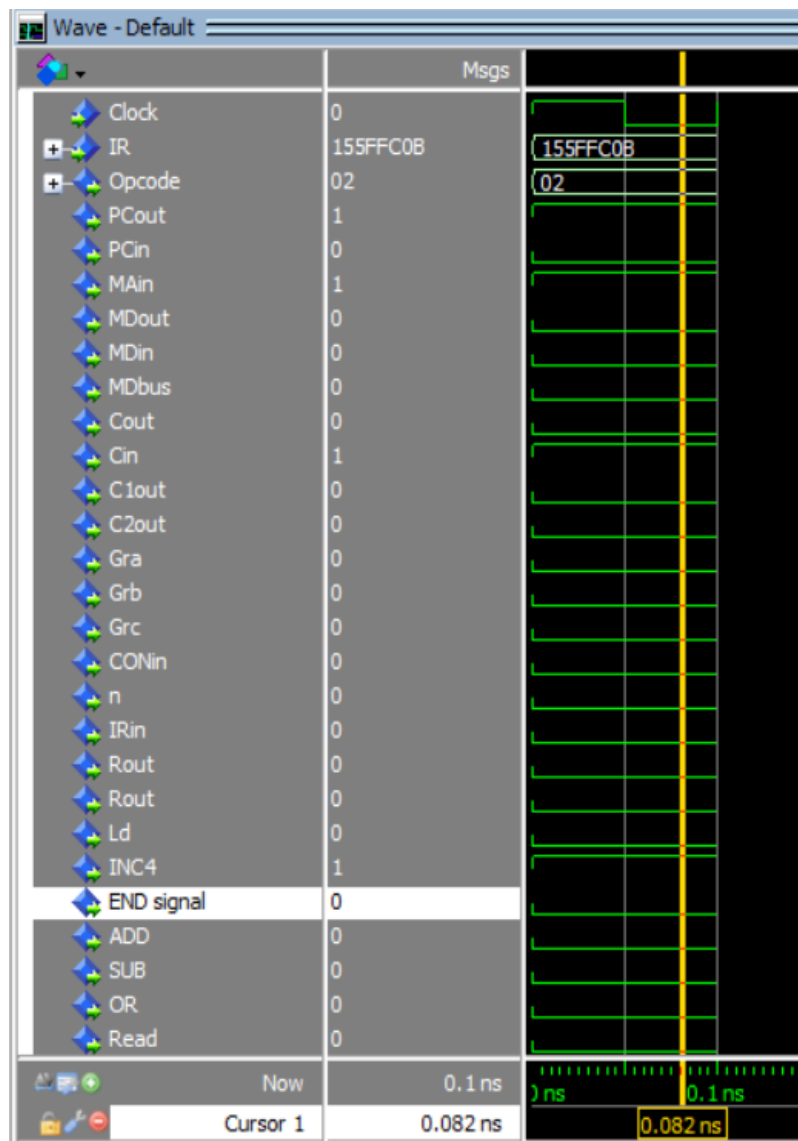 Wave - Default
Msgs
Clock 0
IR 155FFC0B 155FFC0B
Opcode 02 02
PCout 1
PCin 0
MAin 1
MDout 0
MDin 0
MDbus 0
Cout 0
Cin 1
C1out 0
C2out 0
Gra 0
Grb 0
Grc 0
CONin 0
n 0
IRin 0
Rout 0
Rout 0
Ld 0
INC4 1
END signal 0
ADD 0
SUB 0
OR 0
Read 0
Now 0.1 ns ns 0.1 ns
Cursor 1 0.082 ns 0.082 ns